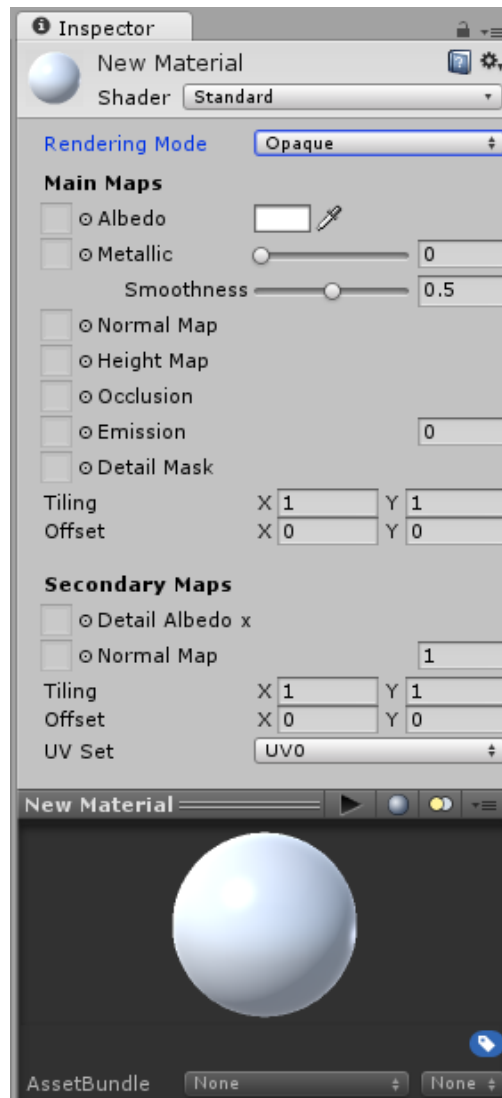 Inspector
New Material
Shader Standard
Rendering Mode Opaque
Main Maps
Albedo
Metallic 0
Smoothness 0.5
Normal Map
Height Map
Occlusion
Emission 0
Detail Mask
Tiling X 1 Y 1
Offset X 0 Y 0
Secondary Maps
Detail Albedo x
Normal Map 1
Tiling X 1 Y 1
Offset X 0 Y 0
UV Set UV0
New Material
AssetBundle None None